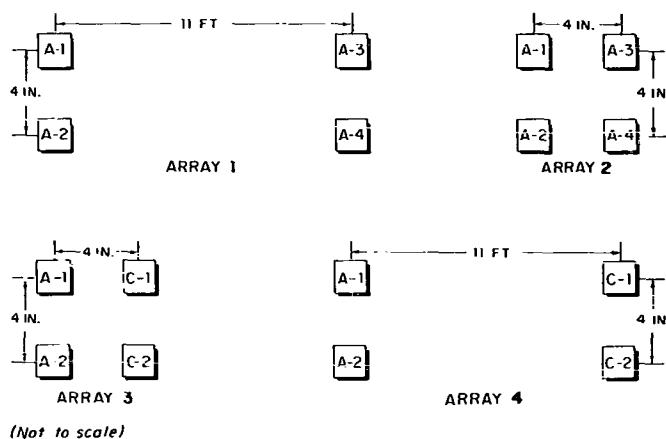 11 FT
A-1 A-3 A-1 4 IN. A-3
4 IN. 4 IN.
A-2 A-4 A-2 A-4
ARRAY 1 ARRAY 2
4 IN. 11 FT
A-1 C-1 A-1 C-1
4 IN. 4 IN
A-2 C-2 A-2 C-2
ARRAY 3 ARRAY 4
(Not to scale)